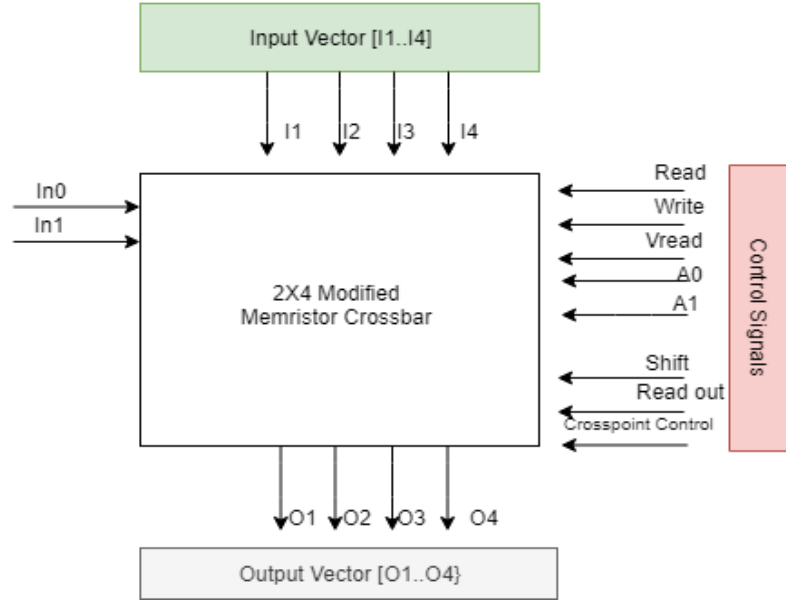 Input Vector [I1..I4]
I1 I2 I3 I4
In0
In1
2X4 Modified
Memristor Crossbar
Read
Write
Vread
A0
A1
Shift
Read out
Crosspoint Control
Control Signals
O1 O2 O3 O4
Output Vector [O1..O4}